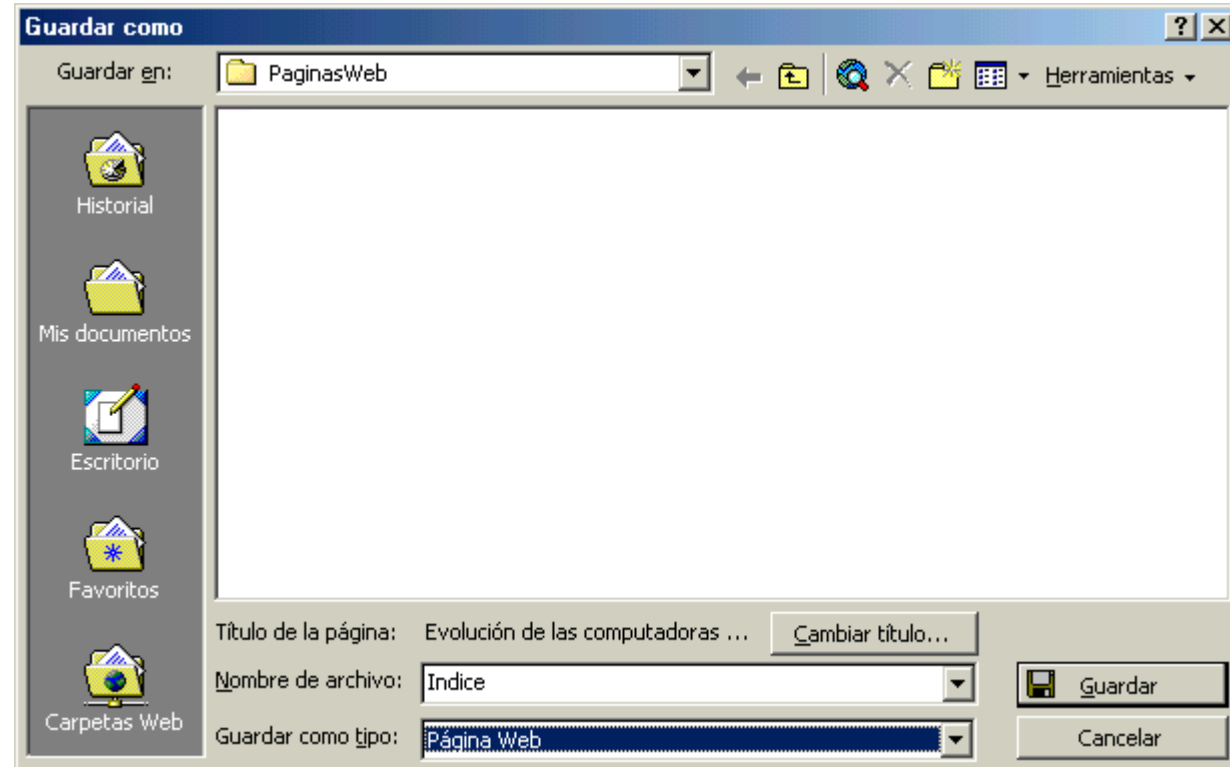 Guardar como
Guardar en:
PaginasWeb
Herramientas
Historial
Mis documentos
Escritorio
Favoritos
Carpetas Web
Título de la página: Evolución de las computadoras ... Cambiar título...
Nombre de archivo: Indice Guardar
Guardar como tipo: Página Web Cancelar